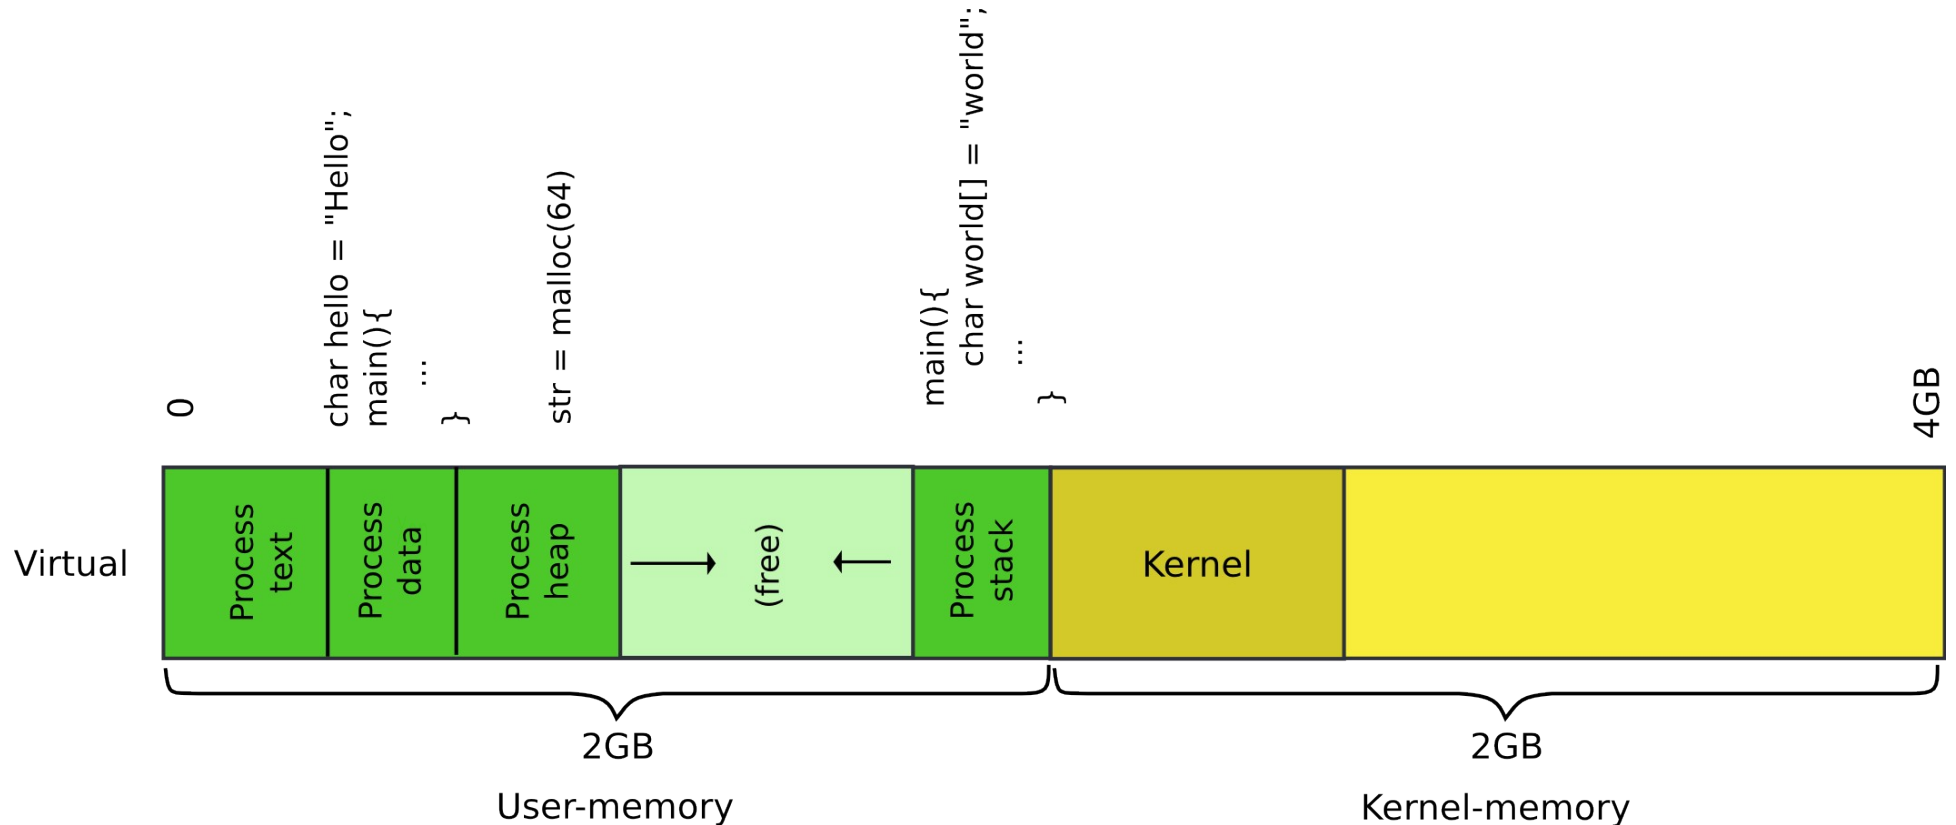 0
char hello = "Hello";
main(){
...
}
str = malloc(64)
main(){
char world[] = "world";
...
}
4GB
Virtual
Process
text
Process
data
Process
heap
(free)
Process
stack
Kernel
2GB
2GB
User-memory
Kernel-memory